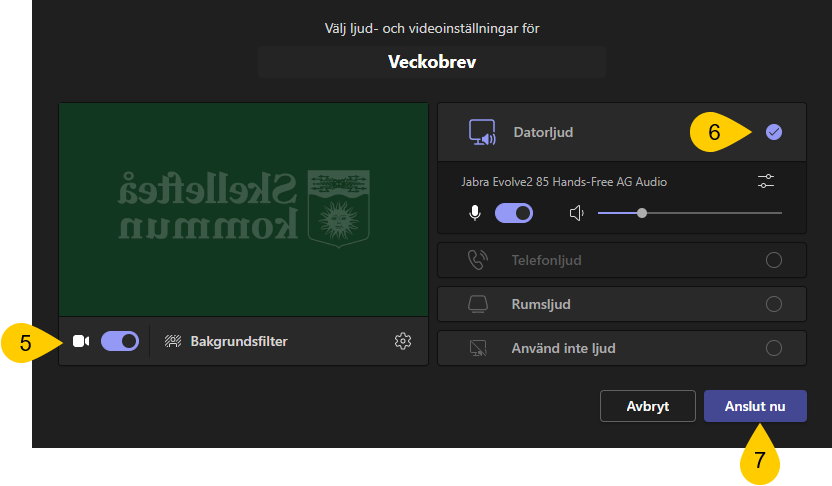 Välj ljud- och videoinställningar för
Veckobrev
Skellefteå
kommun
6
Datorljud
Jabra Evolve2 85 Hands-Free AG Audio
Telefonljud
Rumsljud
Använd inte ljud
5
Bakgrundsfilter
Avbryt
Anslut nu
7